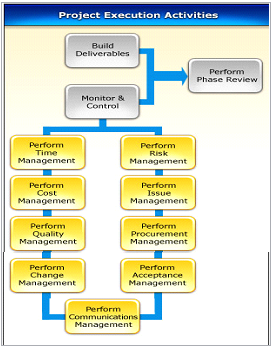 Project Execution Activities
Build
Deliverables
Perform
Phase Review
Monitor &
Control
Perform
Time
Management
Perform
Risk
Management
Perform
Cost
Management
Perform
Issue
Management
Perform
Quality
Management
Perform
Procurement
Management
Perform
Change
Management
Perform
Acceptance
Management
Perform
Communications
Management